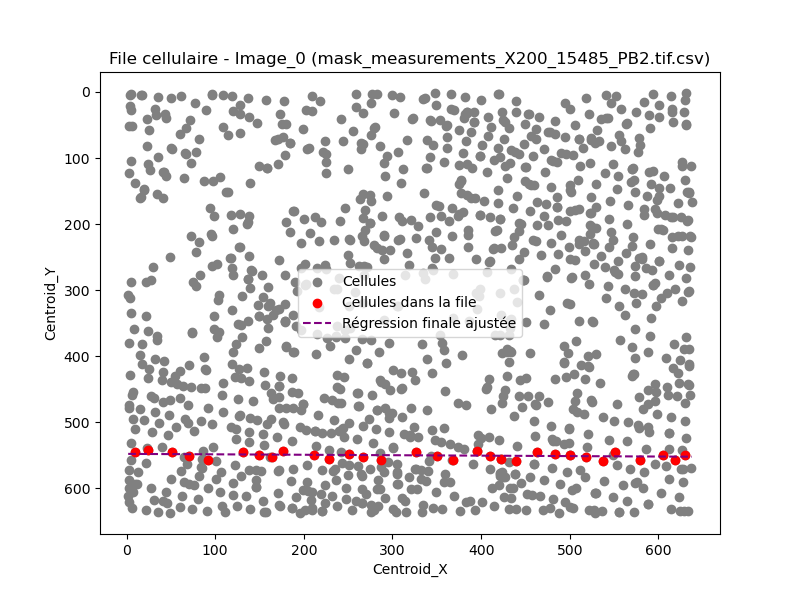 File cellulaire - Image_0 (mask_measurements_X200_15485_PB2.tif.csv)
0
100
200
300
400
500
600
Centroid_Y
Cellules
Cellules dans la file
Régression finale ajustée
0 100 200 300 400 500 600
Centroid_X